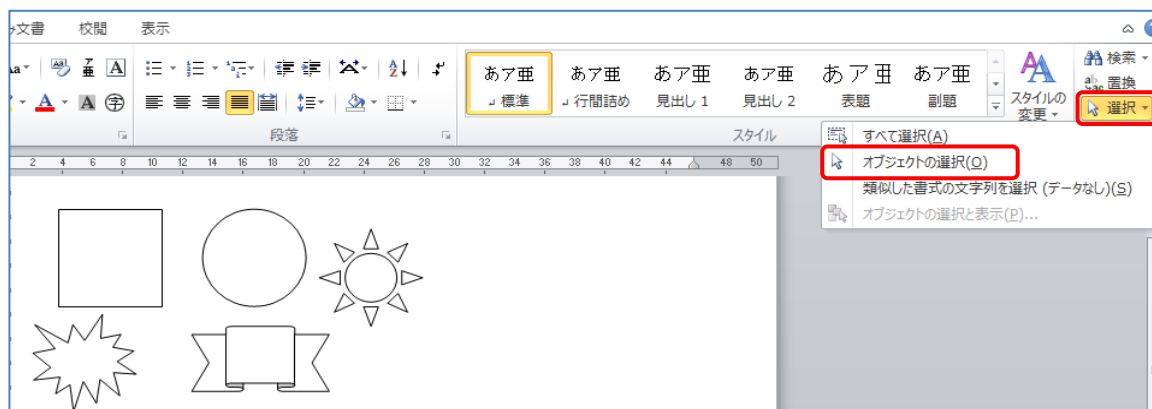 文書 校閲 表示
Aa A 亜 A 字
A A
あア亜 あア亜 あア亜 あア亜 あ ア 亜 あア亜
標準 行間詰め 見出し 1 見出し 2 表題 副題
スタイルの
変更
検索
置換
選択
段落 スタイル
すべて選択(A)
オブジェクトの選択(O)
類似した書式の文字列を選択 (データなし)(S)
オブジェクトの選択と表示(P)...
2 4 6 8 10 12 14 16 18 20 22 24 26 28 30 32 34 36 38 40 42 44 48 50